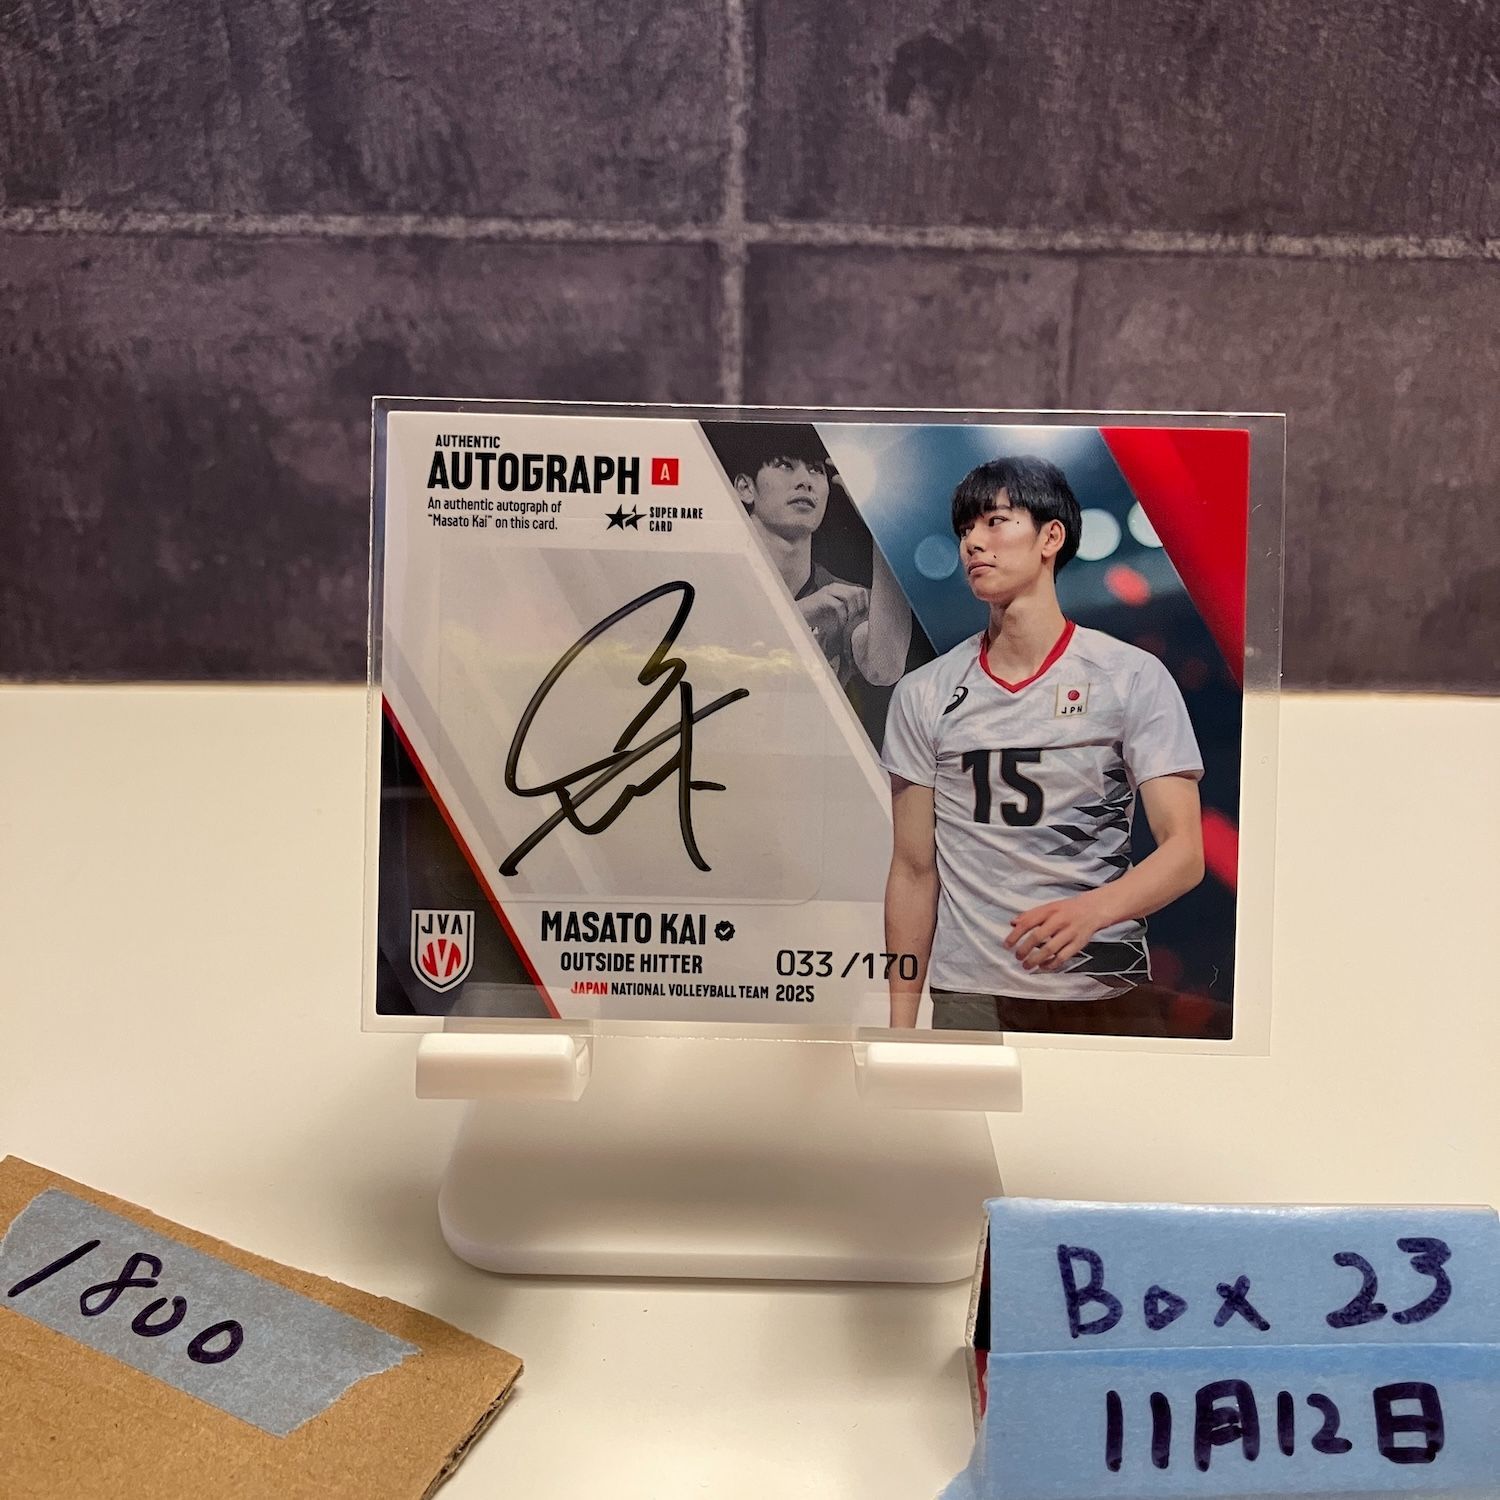 AUTHENTIC
AUTOGRAPH A
An authentic autograph of
"Masato Kai" on this card.
SUPER RARE
CARD
JPN
15
JVA
MASATO KAI
OUTSIDE HITTER
033/170
JAPAN NATIONAL VOLLEYBALL TEAM 2025
1800
Box 23
11月12日